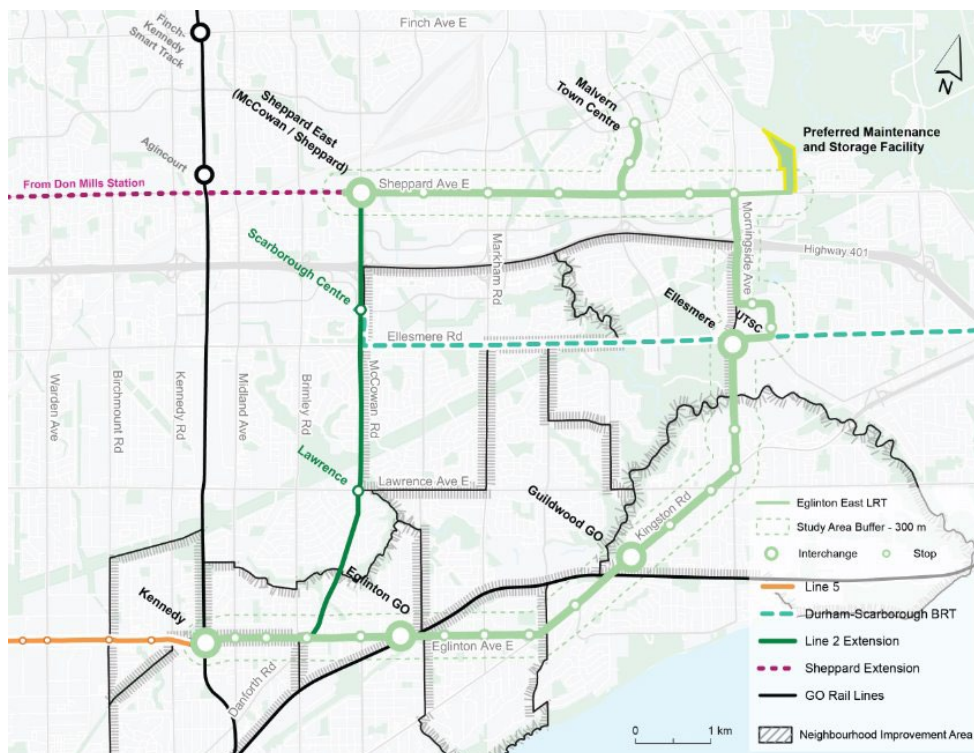 Finch Ave E
Finch-
Kennedy
Smart Track
N
Malvern
Town Centre
Sheppard East
(McCowan / Sheppard)
Preferred Maintenance
and Storage Facility
Agincourt
From Don Mills Station
Sheppard Ave E
Morningside Ave
Markham Rd
Highway 401
Scarborough Centre
Ellesmere
UTSC
Ellesmere Rd
Warden Ave
Birchmount Rd
Kennedy Rd
Midland Ave
Brimley Rd
McCowan Rd
Lawrence
Lawrence Ave E
Guildwood GO
Kingston Rd
Kennedy
Eglinton GO
Eglinton Ave E
Danforth Rd
Eglinton East LRT
Study Area Buffer - 300 m
Interchange
Stop
Line 5
Durham-Scarborough BRT
Line 2 Extension
Sheppard Extension
GO Rail Lines
Neighbourhood Improvement Area
0 1 km